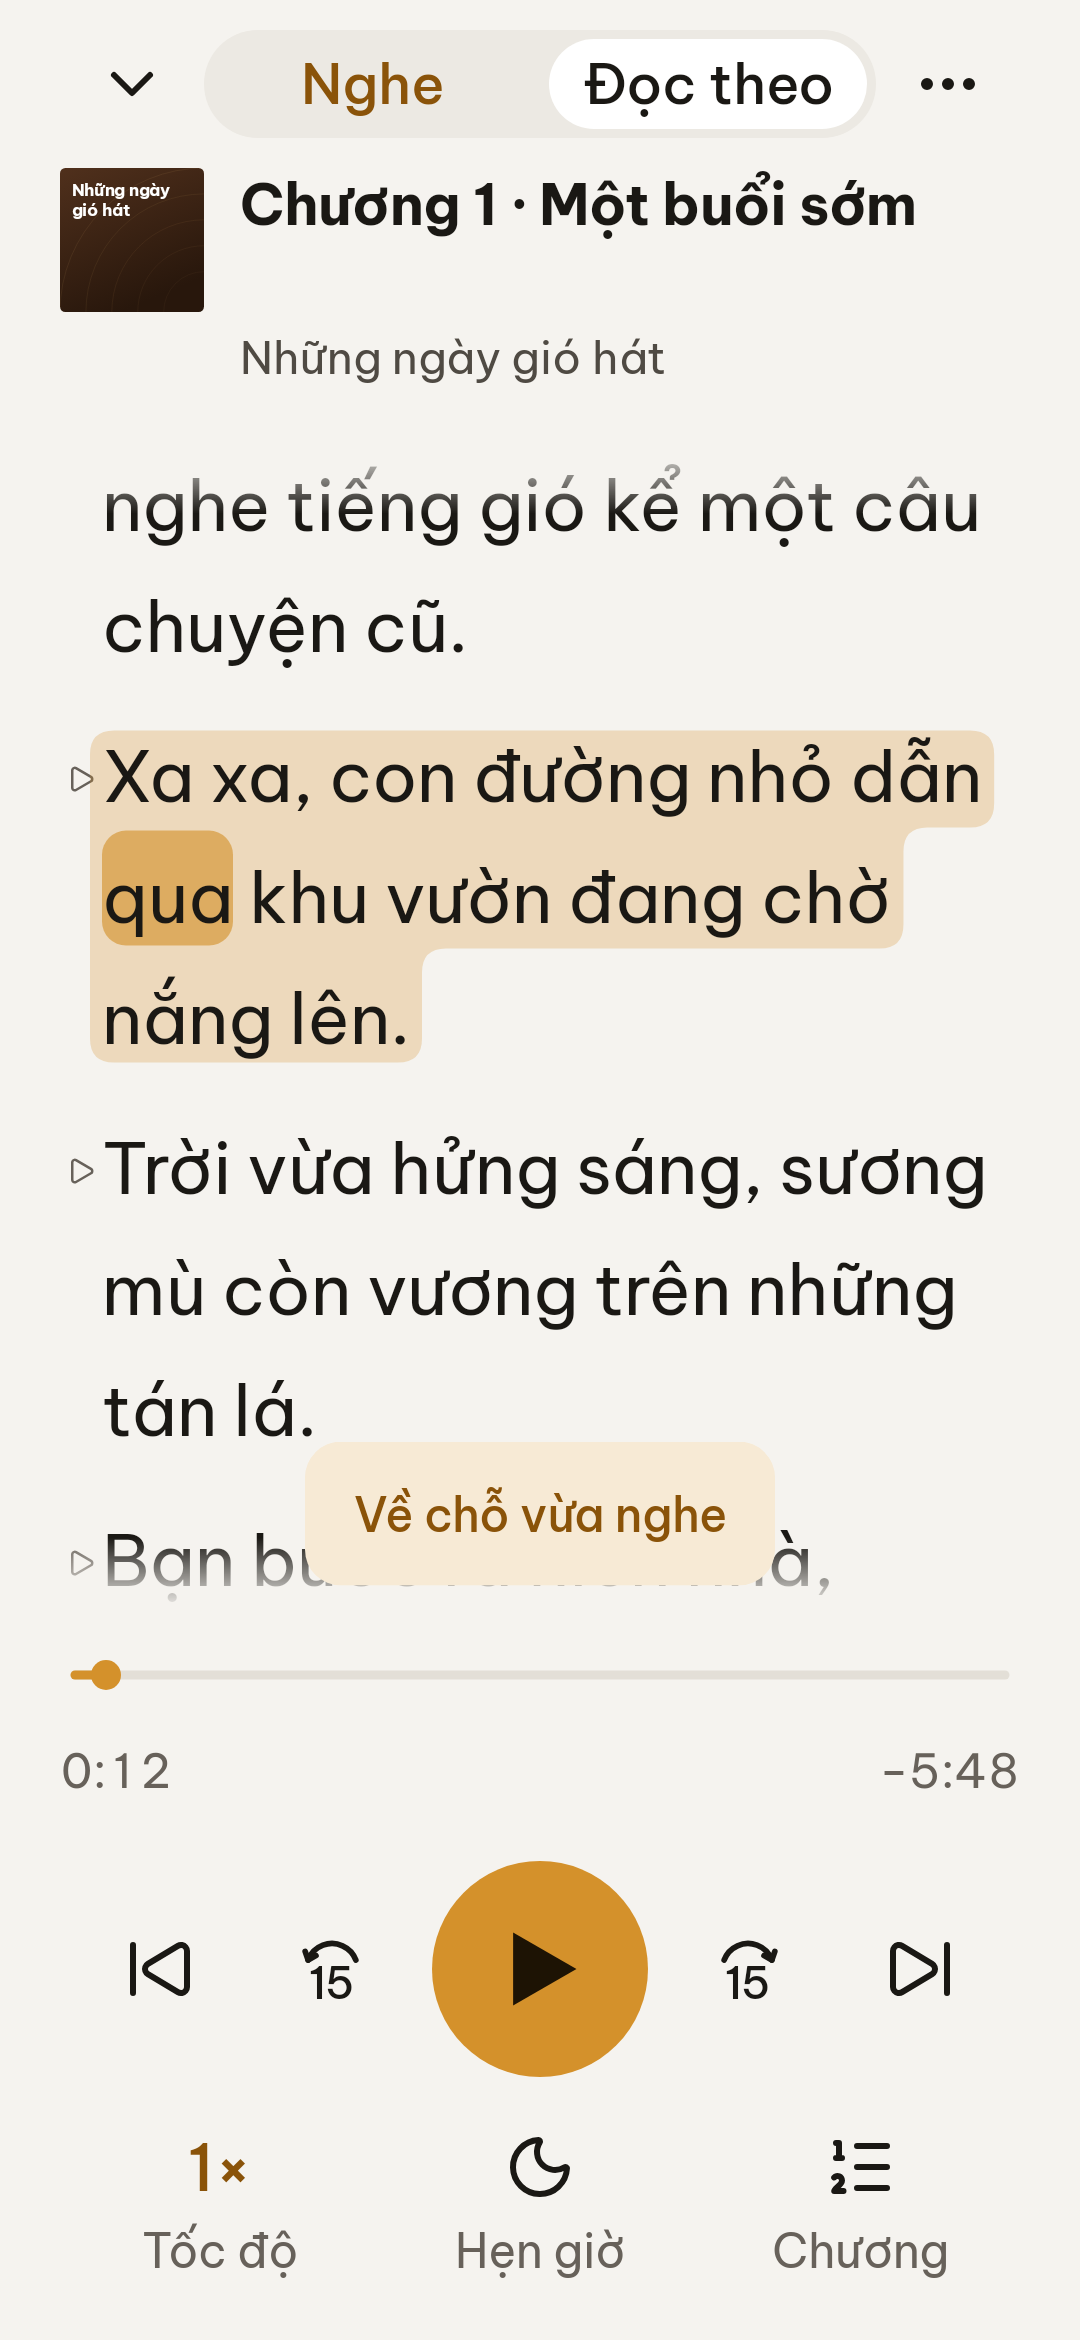 Nghe
Đọc theo
Những ngày
gió hát
Chương 1 · Một buổi sớm
Những ngày gió hát
nghe tiếng gió kể một câu
chuyện cũ.
Xa xa, con đường nhỏ dẫn
qua khu vườn đang chờ
nắng lên.
Trời vừa hửng sáng, sương
mù còn vương trên những
tán lá.
Về chỗ vừa nghe
Bạn
0:12
-5:48
15
15
1×
Tốc độ
Hẹn giờ
Chương